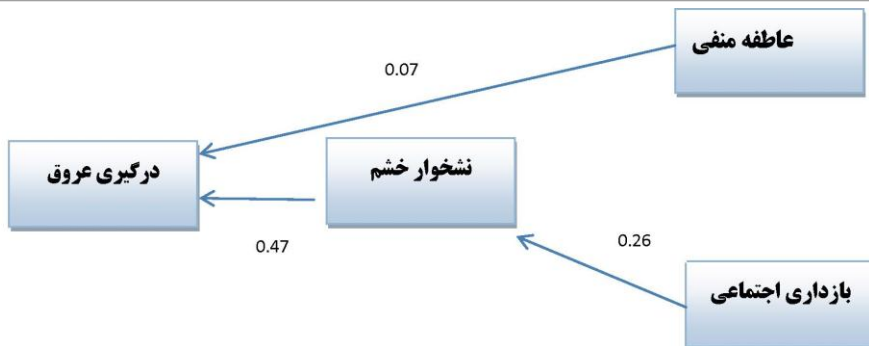 عاطفه منفی
0.07
نشخوار خشم
درگیری عروق
0.26
0.47
بازداری اجتماعی